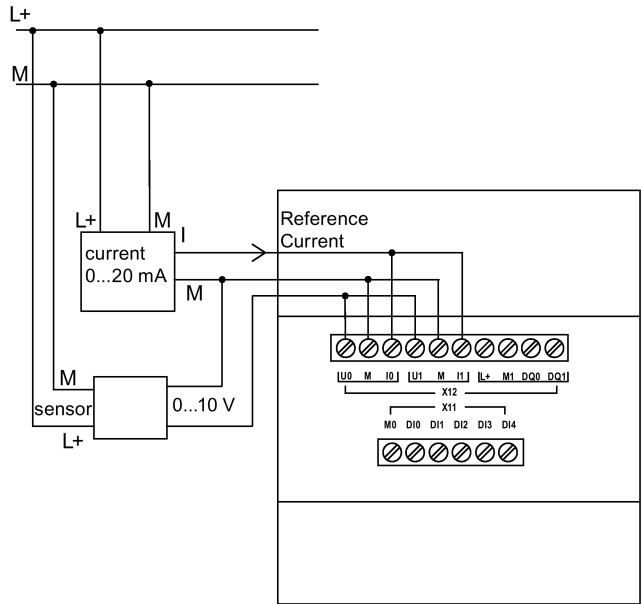 L+
M
L+ M
I
current
0...20 mA
M
Reference
Current
M
sensor
L+
0...10 V
U0 M I0 U1 M I1 L+ M1 DQ0 DQ1
X12
X11
M0 DI0 DI1 DI2 DI3 DI4